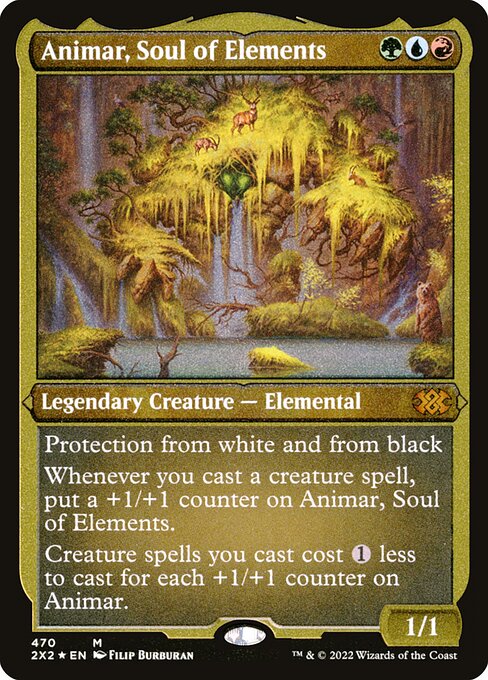 Animar, Soul of Elements
Legendary Creature — Elemental
Protection from white and from black
Whenever you cast a creature spell,
put a +1/+1 counter on Animar, Soul
of Elements.
Creature spells you cast cost 1 less
to cast for each +1/+1 counter on
Animar.
1/1
470 M
2X2 ★ EN Filip Burburan
™ & © 2022 Wizards of the Coast